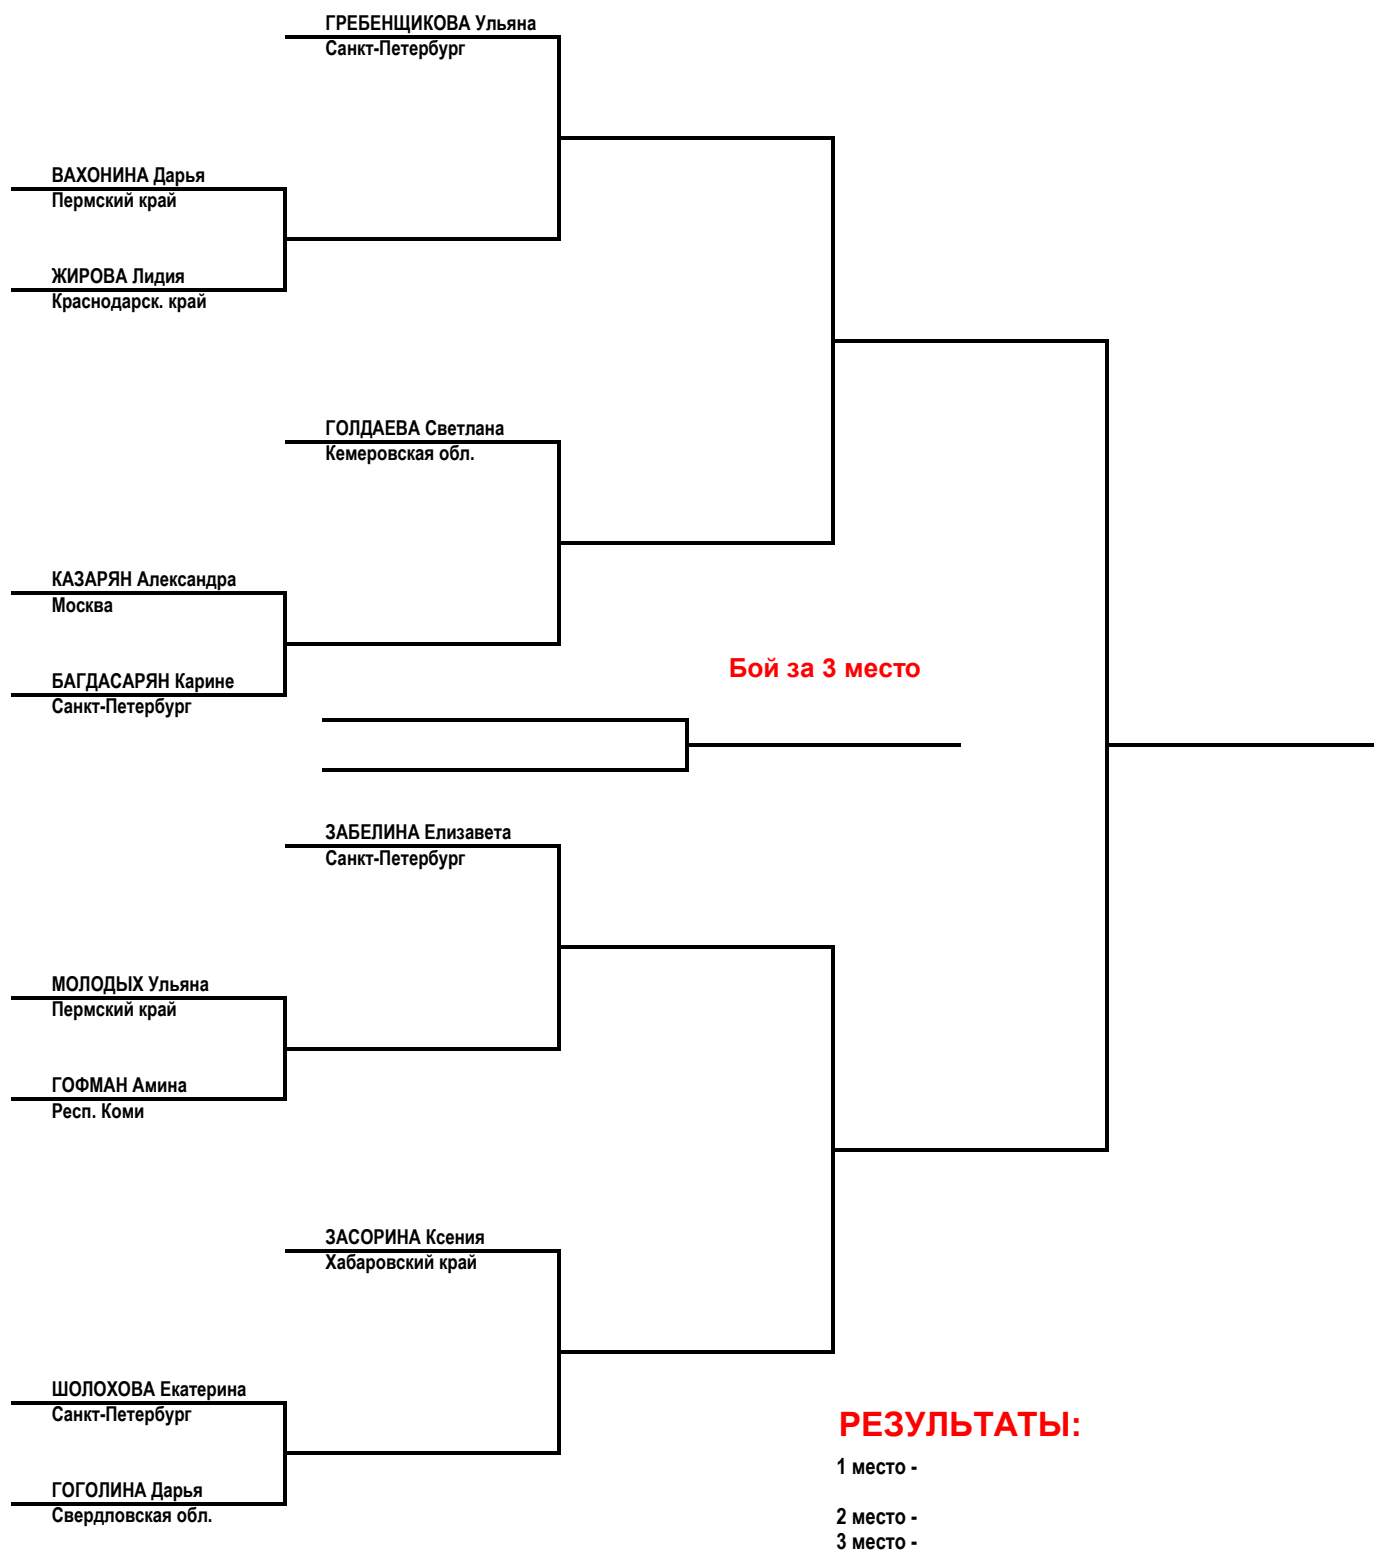 ГРЕБЕНЩИКОВА Ульяна
Санкт-Петербург
ВАХОНИНА Дарья
Пермский край
ЖИРОВА Лидия
Краснодарск. край
ГОЛДАЕВА Светлана
Кемеровская обл.
КАЗАРЯН Александра
Москва
Бой за 3 место
БАГДАСАРЯН Карине
Санкт-Петербург
ЗАБЕЛИНА Елизавета
Санкт-Петербург
МОЛОДЫХ Ульяна
Пермский край
ГОФМАН Амина
Респ. Коми
ЗАСОРИНА Ксения
Хабаровский край
ШОЛОХОВА Екатерина
Санкт-Петербург
РЕЗУЛЬТАТЫ:
1 место -
ГОГОЛИНА Дарья
Свердловская обл.
2 место -
3 место -